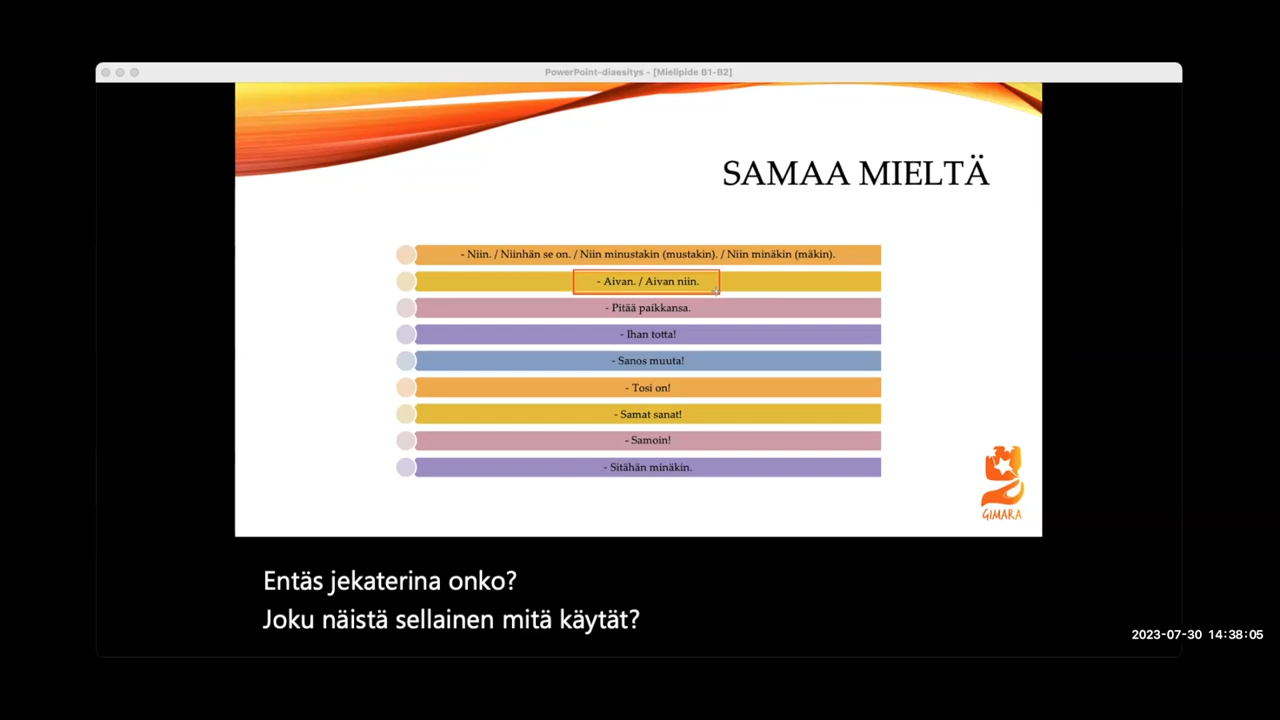 PowerPoint-diaesitys - [Mielipide B1-B2]
SAMAA MIELTÄ
- Niin. / Niinhän se on. / Niin minustakin (mustakin). / Niin minäkin (mäkin).
- Aivan. / Aivan niin.
- Pitää paikkansa.
- Ihan totta!
- Sanos muuta!
- Tosi on!
- Samat sanat!
- Samoin!
- Sitähän minäkin.
GIMARA
Entäs jekaterina onko?
Joku näistä sellainen mitä käytät?
2023-07-30 14:38:05